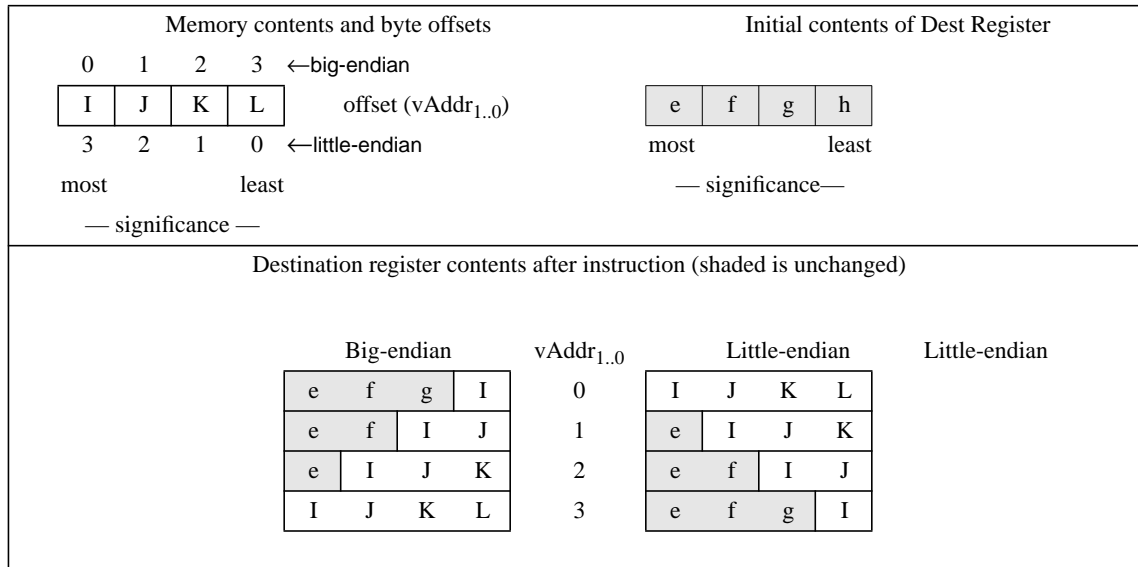 Memory contents and byte offsets Initial contents of Dest Register
0 1 2 3 ←big-endian
I J K L offset (vAddr1..0) e f g h
3 2 1 0 ←little-endian most least
most least — significance—
— significance —
Destination register contents after instruction (shaded is unchanged)
Big-endian vAddr1..0 Little-endian Little-endian
e f g I 0 I J K L
e f I J 1 e I J K
e I J K 2 e f I J
I J K L 3 e f g I